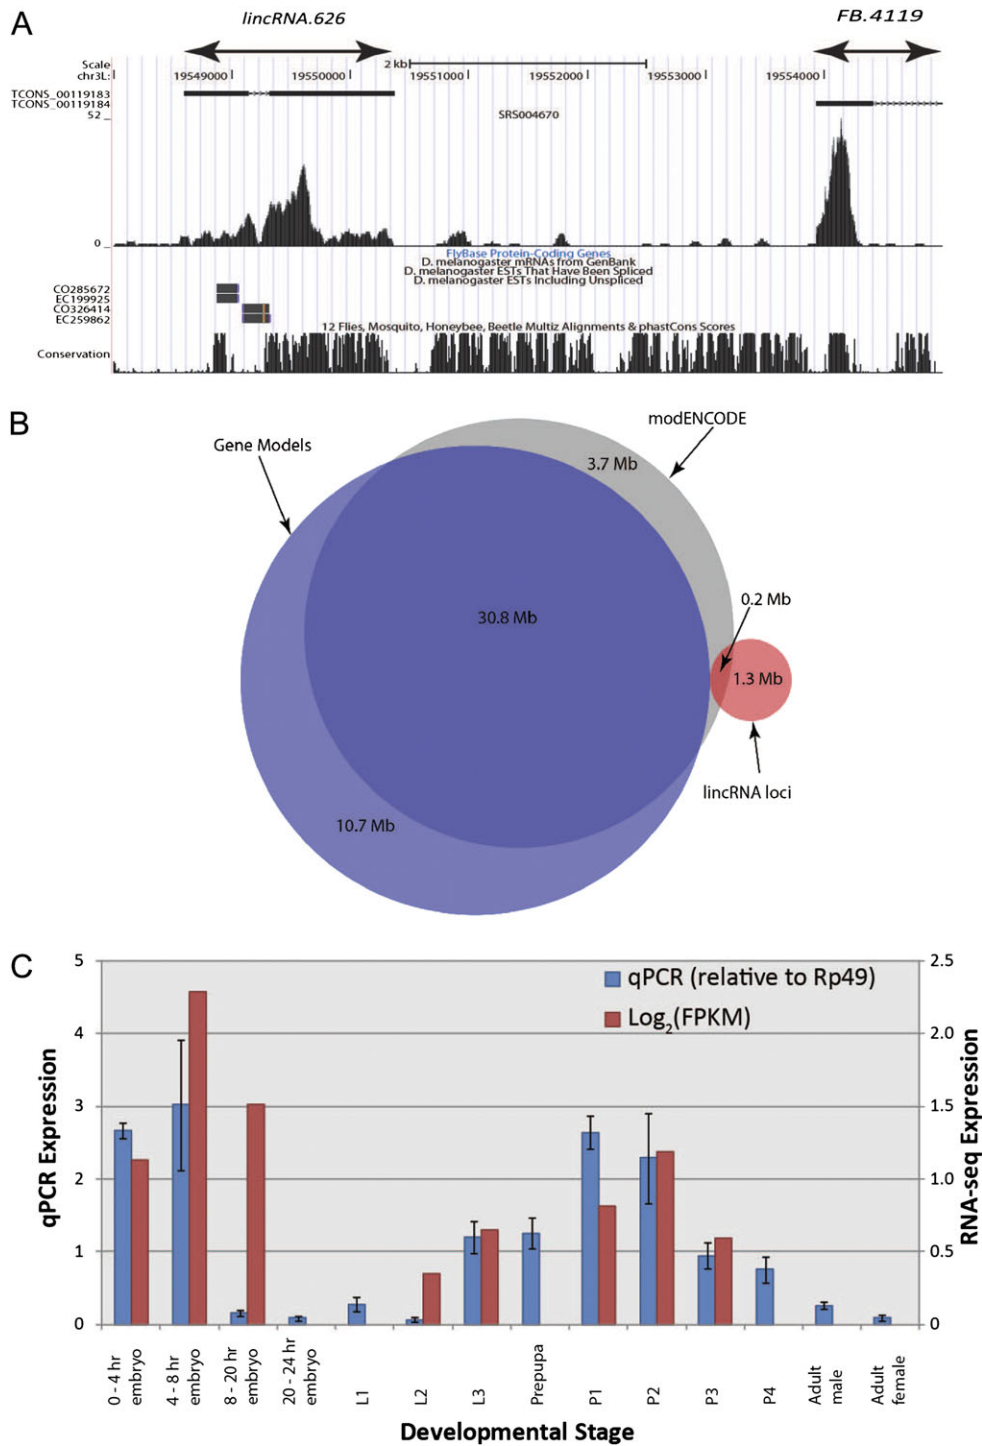 A
lincRNA.626
FB.4119
Scale
2 kb
chr3L:
19549000
19550000
19551000
19552000
19553000
19554000
TCONS_00119183
TCONS_00119184
52
SRS004670
0
FlyBase Protein-Coding Genes
D. melanogaster mRNAs from GenBank
D. melanogaster ESTs That Have Been Spliced
D. melanogaster ESTs Including Unspliced
CO285672
EC199925
CO326414
EC259862
12 Flies, Mosquito, Honeybee, Beetle Multiz Alignments & phastCons Scores
Conservation
B
modENCODE
Gene Models
3.7 Mb
0.2 Mb
30.8 Mb
1.3 Mb
lincRNA loci
10.7 Mb
C
qPCR (relative to Rp49)
Log2(FPKM)
qPCR Expression
5
4
3
2
1
0
RNA-seq Expression
2.5
2.0
1.5
1.0
0.5
0
0 - 4 hr embryo
4 - 8 hr embryo
8 - 20 hr embryo
20 - 24 hr embryo
L1
L2
L3
Prepupa
P1
P2
P3
P4
Adult male
Adult female
Developmental Stage